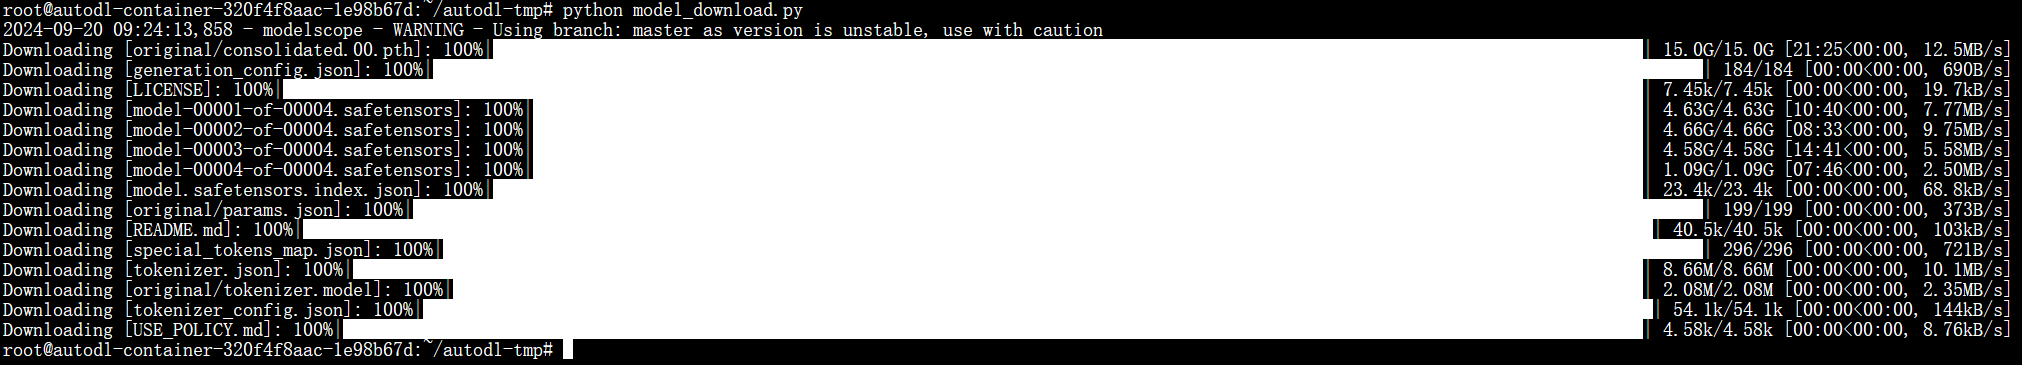 root@autodl-container-320f4f8aac-1e98b67d:~/autodl-tmp# python model_download.py
2024-09-20 09:24:13,858 - modelscope - WARNING - Using branch: master as version is unstable, use with caution
Downloading [original/consolidated.00.pth]: 100%| | 15.0G/15.0G [21:25<00:00, 12.5MB/s]
Downloading [generation_config.json]: 100%| | 184/184 [00:00<00:00, 690B/s]
Downloading [LICENSE]: 100%| | 7.45k/7.45k [00:00<00:00, 19.7kB/s]
Downloading [model-00001-of-00004.safetensors]: 100%| | 4.63G/4.63G [10:40<00:00, 7.77MB/s]
Downloading [model-00002-of-00004.safetensors]: 100%| | 4.66G/4.66G [08:33<00:00, 9.75MB/s]
Downloading [model-00003-of-00004.safetensors]: 100%| | 4.58G/4.58G [14:41<00:00, 5.58MB/s]
Downloading [model-00004-of-00004.safetensors]: 100%| | 1.09G/1.09G [07:46<00:00, 2.50MB/s]
Downloading [model.safetensors.index.json]: 100%| | 23.4k/23.4k [00:00<00:00, 68.8kB/s]
Downloading [original/params.json]: 100%| | 199/199 [00:00<00:00, 373B/s]
Downloading [README.md]: 100%| | 40.5k/40.5k [00:00<00:00, 103kB/s]
Downloading [special_tokens_map.json]: 100%| | 296/296 [00:00<00:00, 721B/s]
Downloading [tokenizer.json]: 100%| | 8.66M/8.66M [00:00<00:00, 10.1MB/s]
Downloading [original/tokenizer.model]: 100%| | 2.08M/2.08M [00:00<00:00, 2.35MB/s]
Downloading [tokenizer_config.json]: 100%| | 54.1k/54.1k [00:00<00:00, 144kB/s]
Downloading [USE_POLICY.md]: 100%| | 4.58k/4.58k [00:00<00:00, 8.76kB/s]
root@autodl-container-320f4f8aac-1e98b67d:~/autodl-tmp#